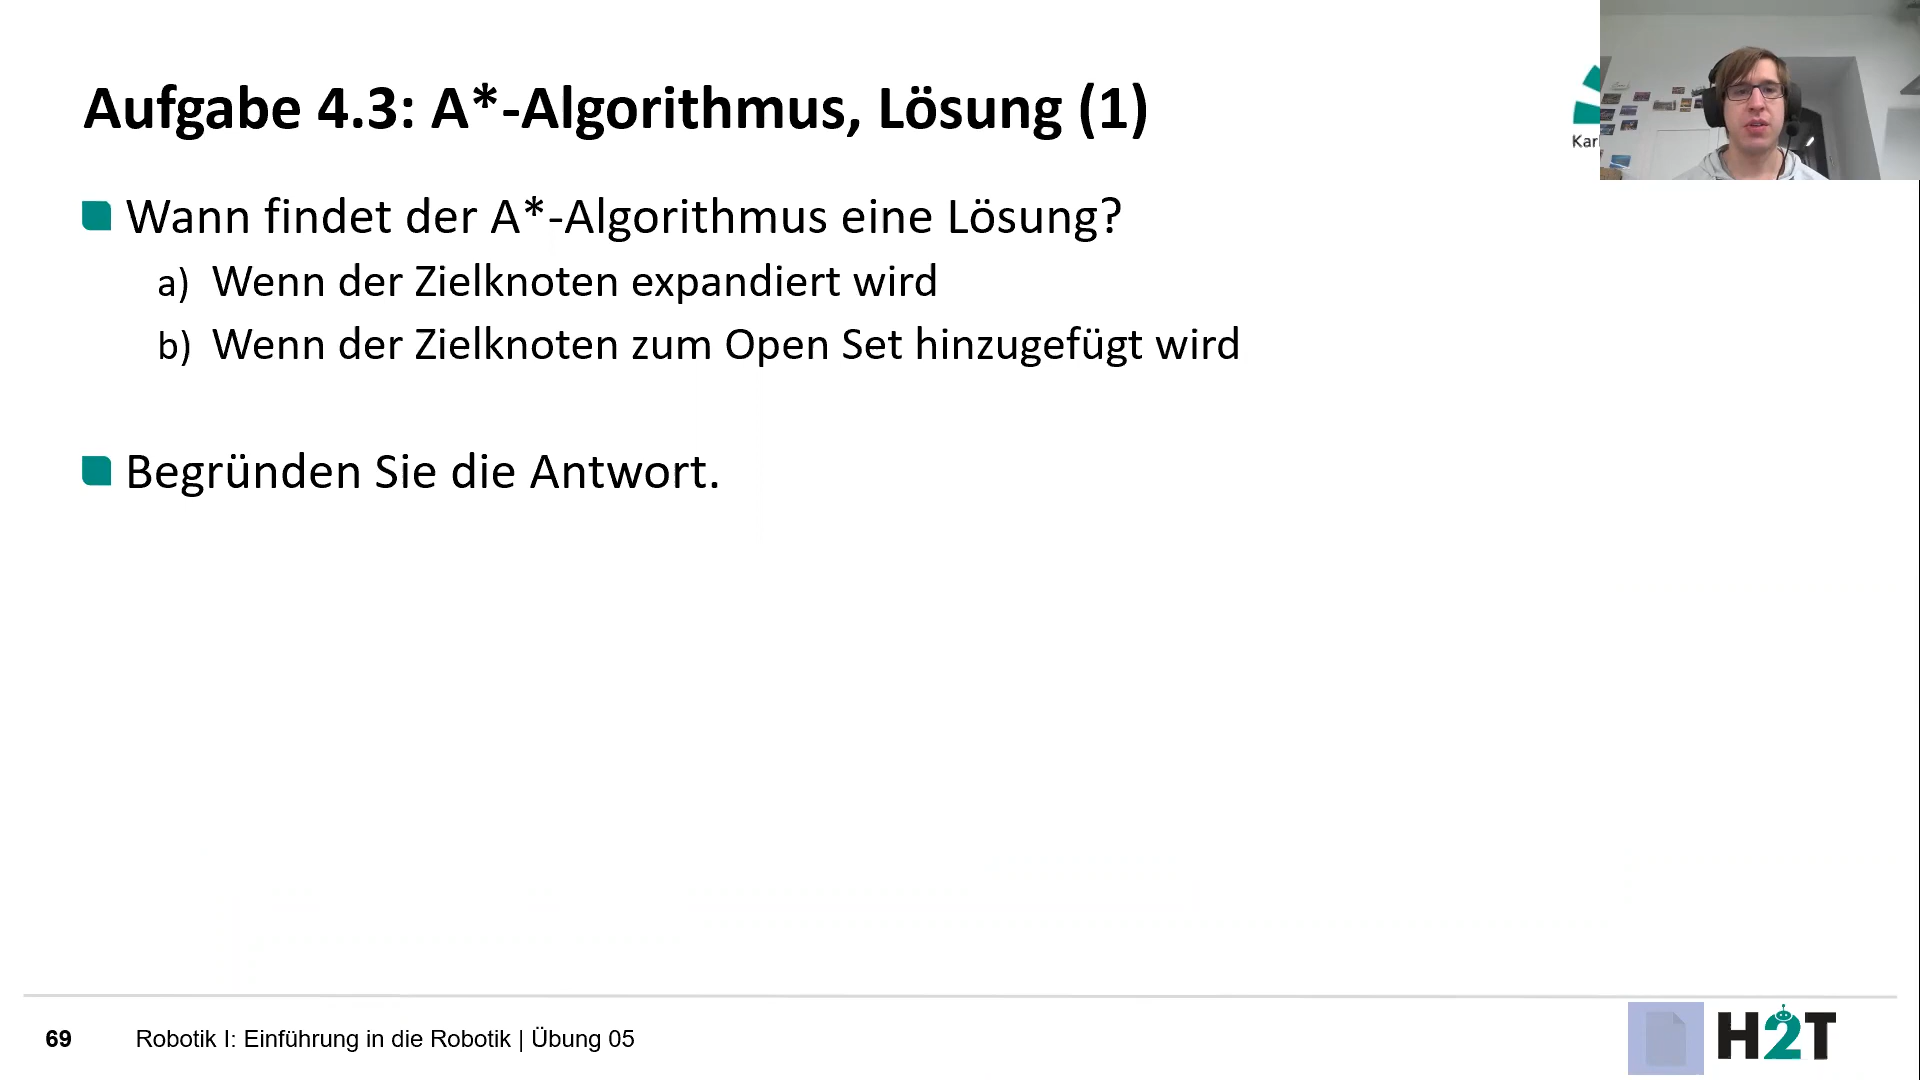 Aufgabe 4.3: A*-Algorithmus, Lösung (1)
Wann findet der A*-Algorithmus eine Lösung?
a) Wenn der Zielknoten expandiert wird
b) Wenn der Zielknoten zum Open Set hinzugefügt wird
Begründen Sie die Antwort.
69 Robotik I: Einführung in die Robotik | Übung 05
H2T